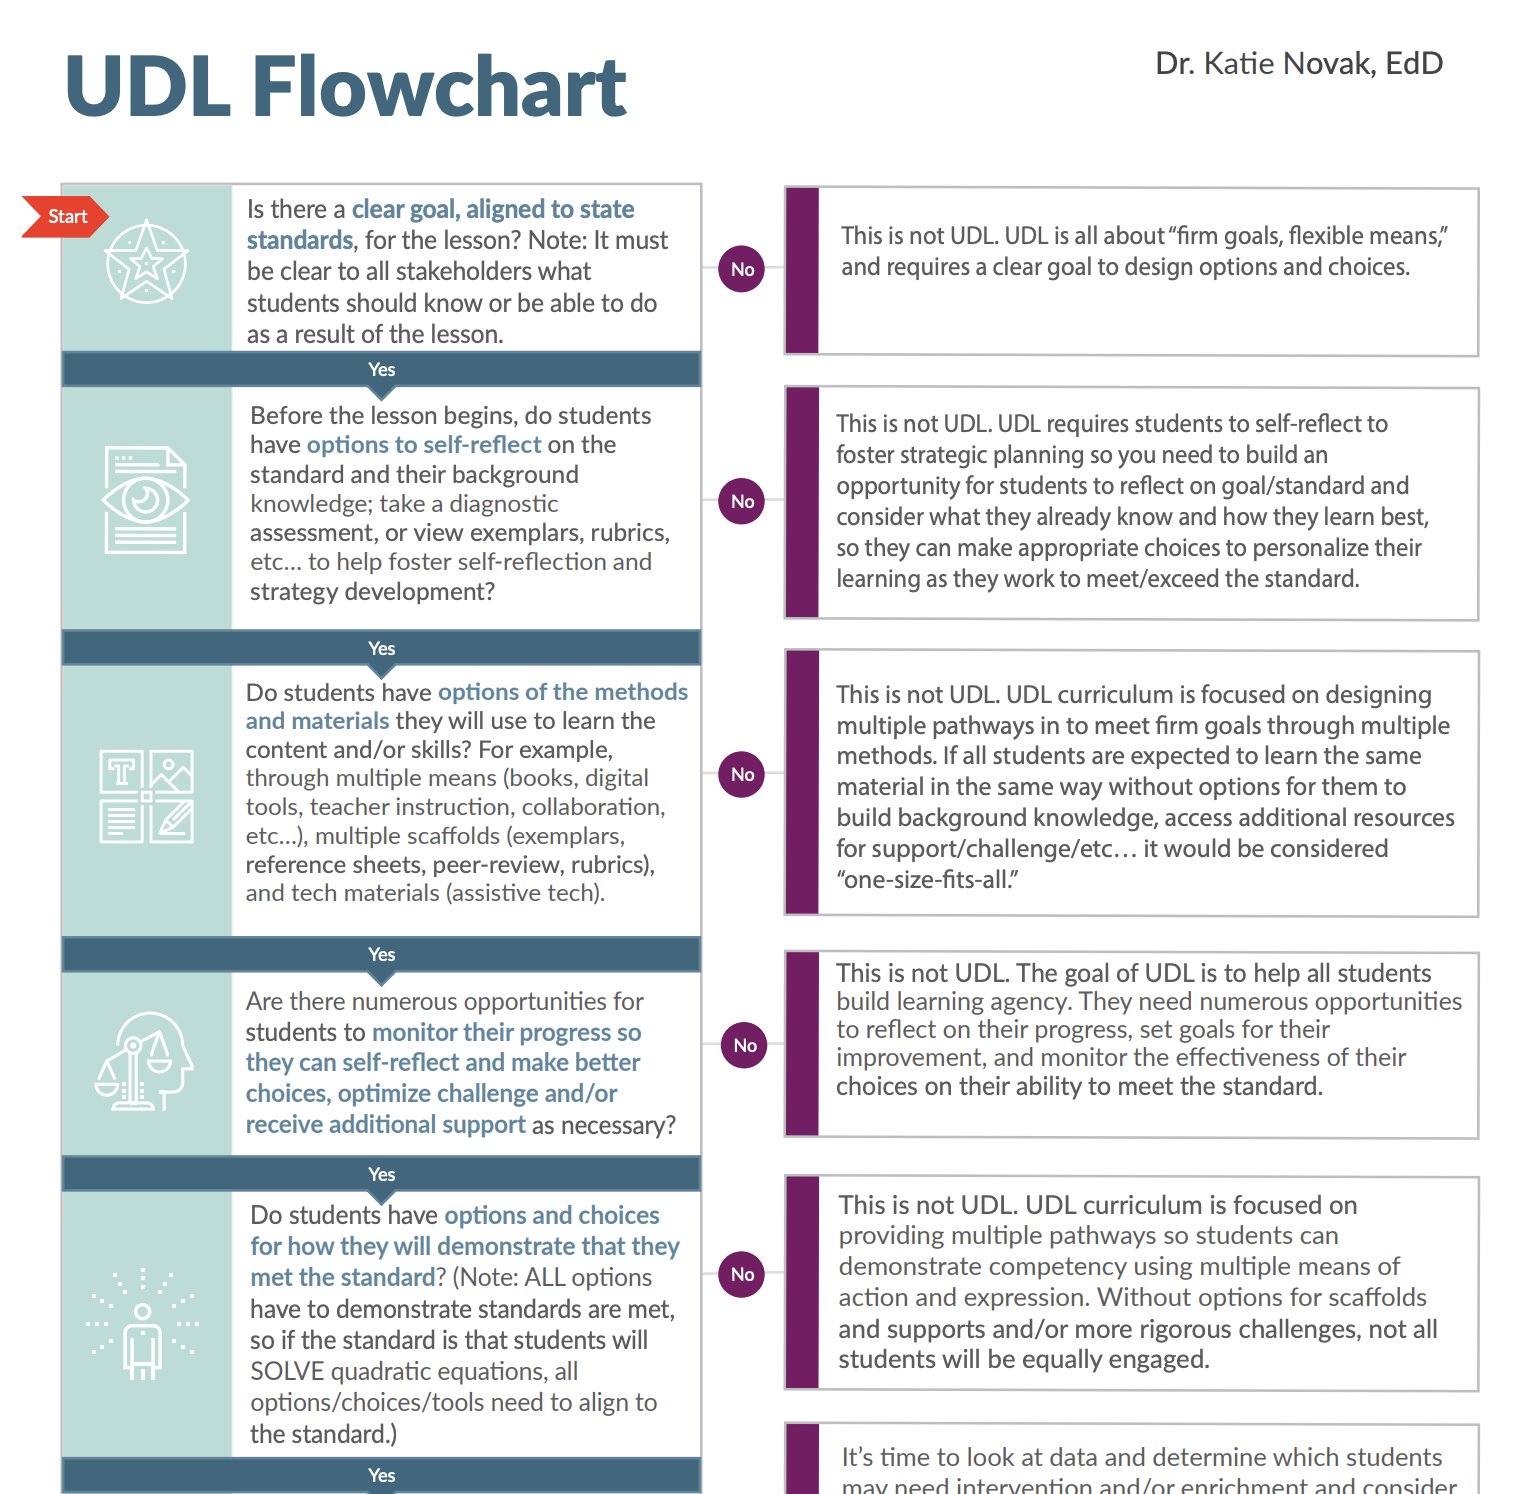 UDL Flowchart
Dr. Katie Novak, EdD
Start
Is there a clear goal, aligned to state
standards, for the lesson? Note: It must
be clear to all stakeholders what
students should know or be able to do
as a result of the lesson.
No
This is not UDL. UDL is all about “firm goals, flexible means,”
and requires a clear goal to design options and choices.
Yes
Before the lesson begins, do students
have options to self-reflect on the
standard and their background
knowledge; take a diagnostic
assessment, or view exemplars, rubrics,
etc... to help foster self-reflection and
strategy development?
No
This is not UDL. UDL requires students to self-reflect to
foster strategic planning so you need to build an
opportunity for students to reflect on goal/standard and
consider what they already know and how they learn best,
so they can make appropriate choices to personalize their
learning as they work to meet/exceed the standard.
Yes
Do students have options of the methods
and materials they will use to learn the
content and/or skills? For example,
through multiple means (books, digital
tools, teacher instruction, collaboration,
etc...), multiple scaffolds (exemplars,
reference sheets, peer-review, rubrics),
and tech materials (assistive tech).
No
This is not UDL. UDL curriculum is focused on designing
multiple pathways in to meet firm goals through multiple
methods. If all students are expected to learn the same
material in the same way without options for them to
build background knowledge, access additional resources
for support/challenge/etc... it would be considered
“one-size-fits-all.”
Yes
Are there numerous opportunities for
students to monitor their progress so
they can self-reflect and make better
choices, optimize challenge and/or
receive additional support as necessary?
No
This is not UDL. The goal of UDL is to help all students
build learning agency. They need numerous opportunities
to reflect on their progress, set goals for their
improvement, and monitor the effectiveness of their
choices on their ability to meet the standard.
Yes
Do students have options and choices
for how they will demonstrate that they
met the standard? (Note: ALL options
have to demonstrate standards are met,
so if the standard is that students will
SOLVE quadratic equations, all
options/choices/tools need to align to
the standard.)
No
This is not UDL. UDL curriculum is focused on
providing multiple pathways so students can
demonstrate competency using multiple means of
action and expression. Without options for scaffolds
and supports and/or more rigorous challenges, not all
students will be equally engaged.
Yes
It’s time to look at data and determine which students
may need intervention and/or enrichment and consider